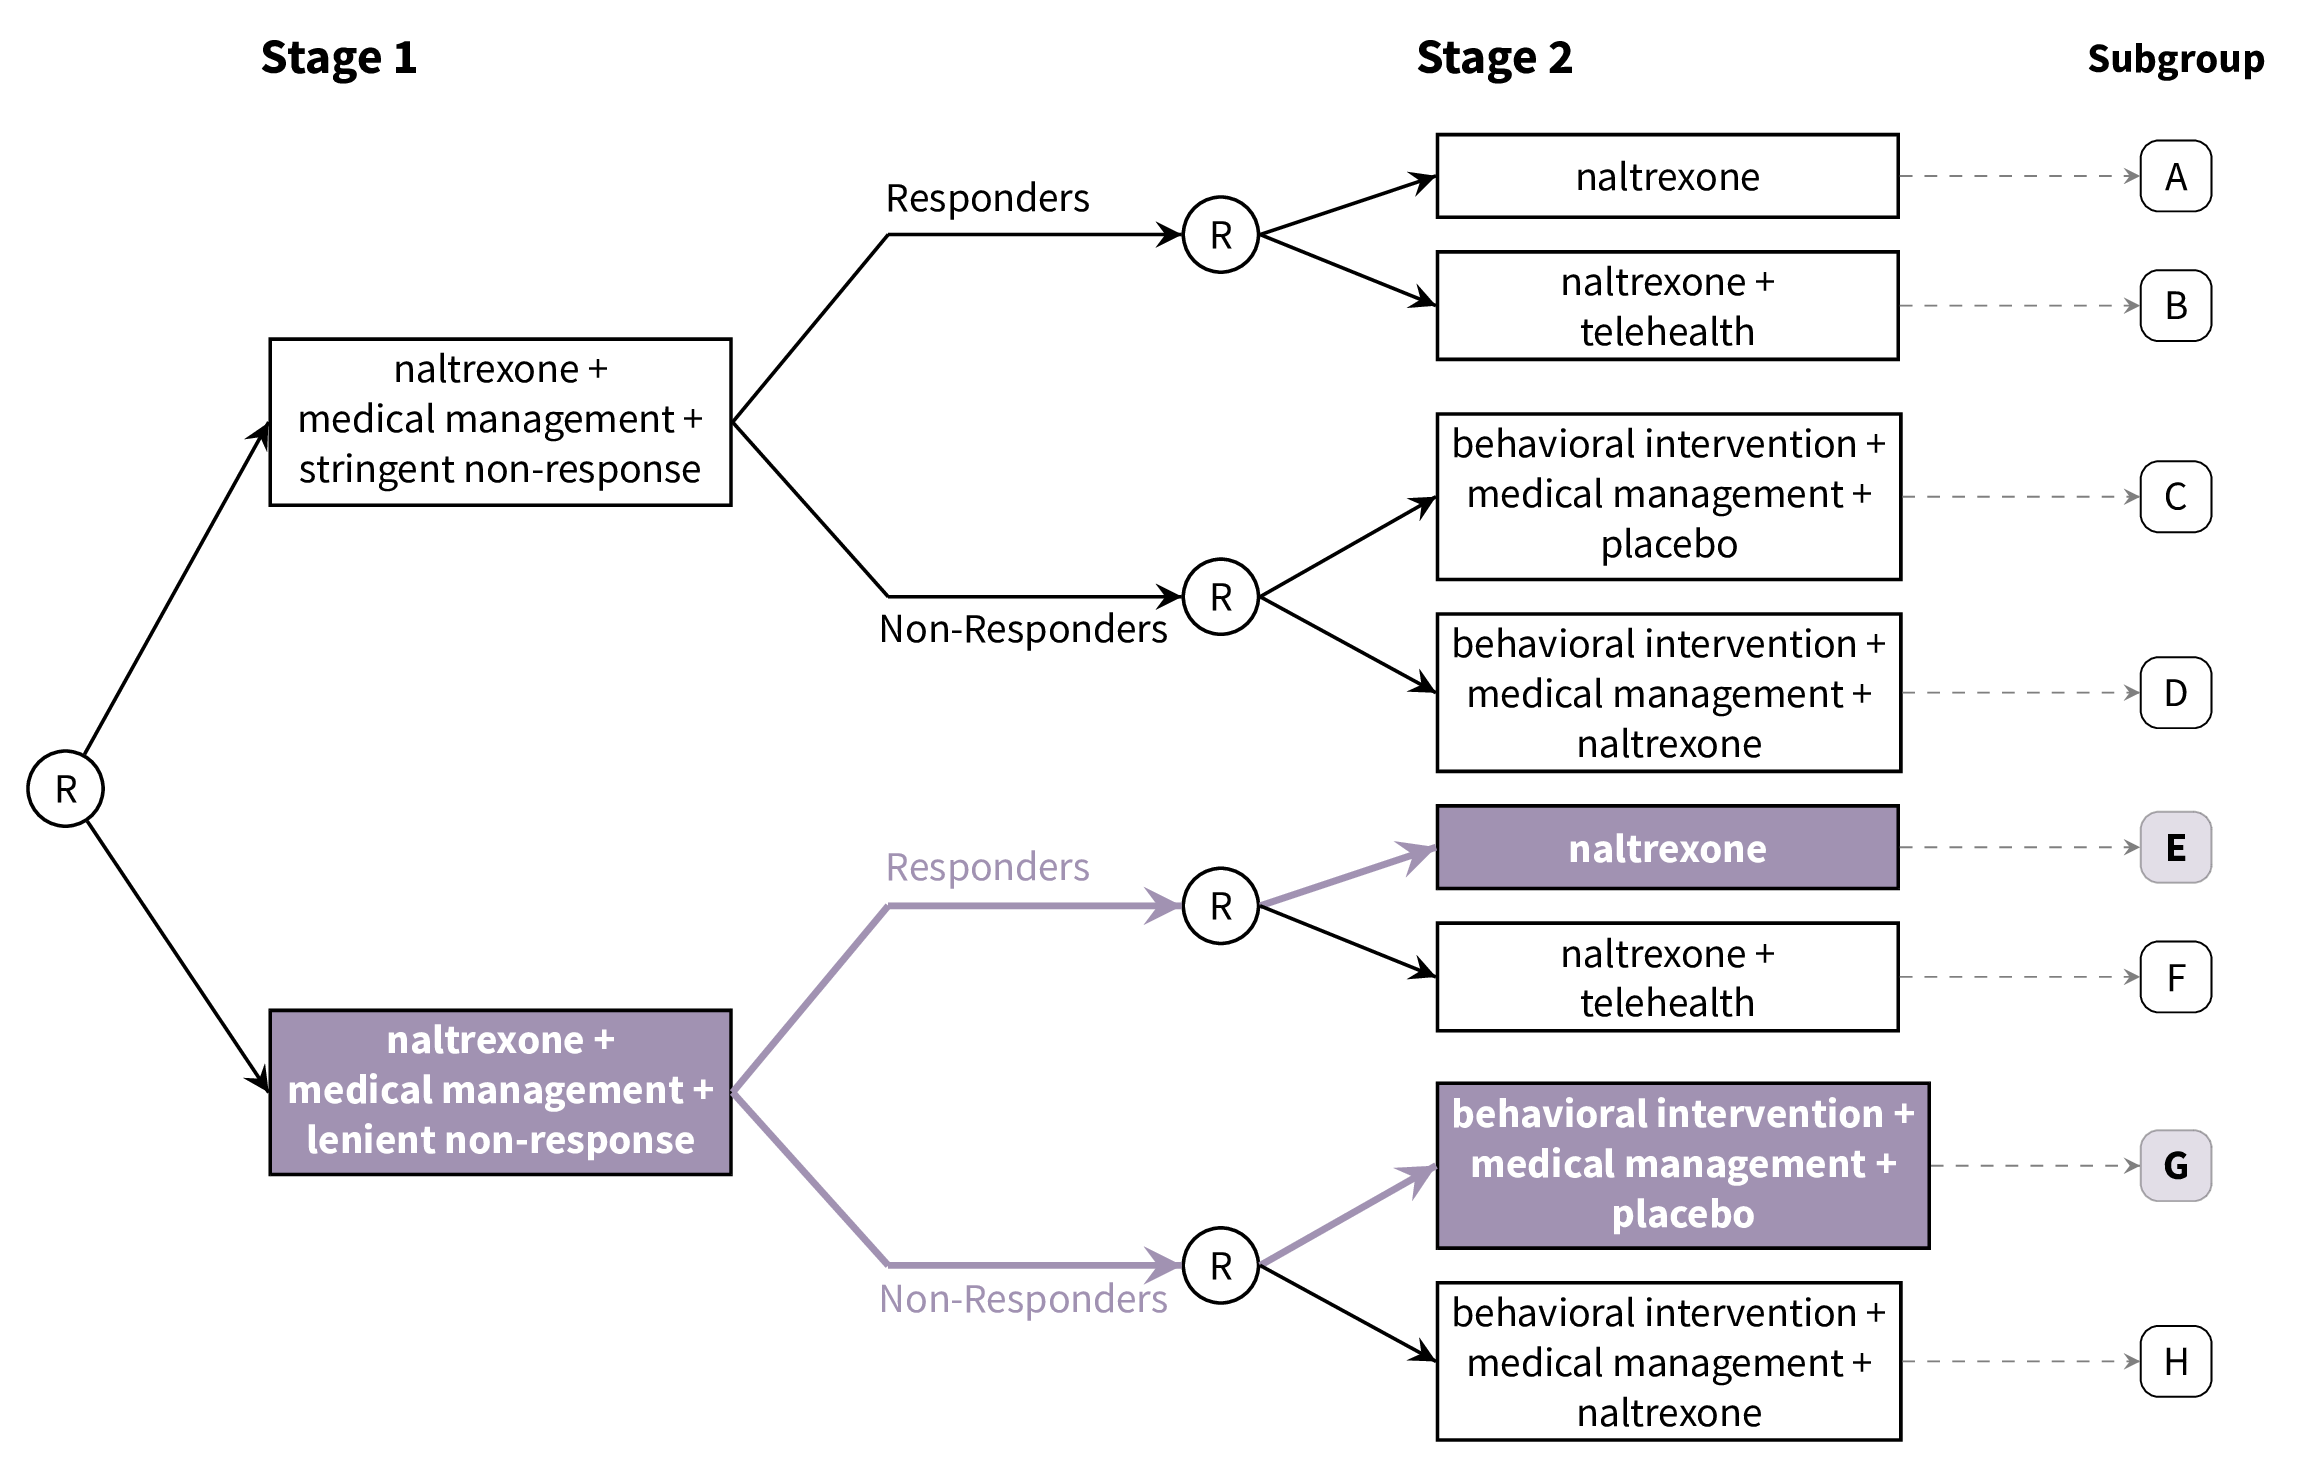 Stage 1
Stage 2
Subgroup
R
naltrexone +
medical management +
stringent non-response
Responders
R
naltrexone
A
naltrexone +
telehealth
B
Non-Responders
R
behavioral intervention +
medical management +
placebo
C
behavioral intervention +
medical management +
naltrexone
D
naltrexone +
medical management +
lenient non-response
Responders
R
naltrexone
E
naltrexone +
telehealth
F
Non-Responders
R
behavioral intervention +
medical management +
placebo
G
behavioral intervention +
medical management +
naltrexone
H